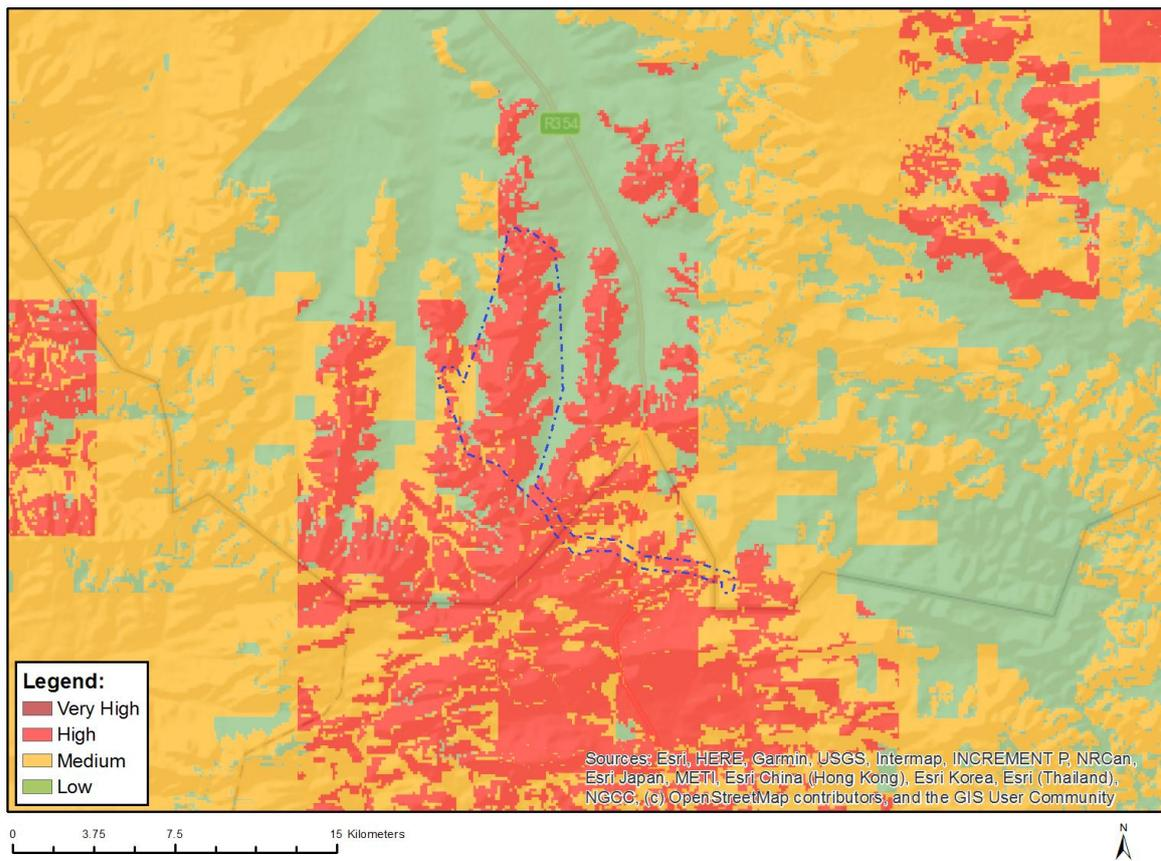 R354
Legend:
Very High
High
Medium
Low
Sources: Esri, HERE, Garmin, USGS, Intermap, INCREMENT P, NRCan,
Esri Japan, METI, Esri China (Hong Kong), Esri Korea, Esri (Thailand),
NGCC, (c) OpenStreetMap contributors, and the GIS User Community
0 3.75 7.5 15 Kilometers
N